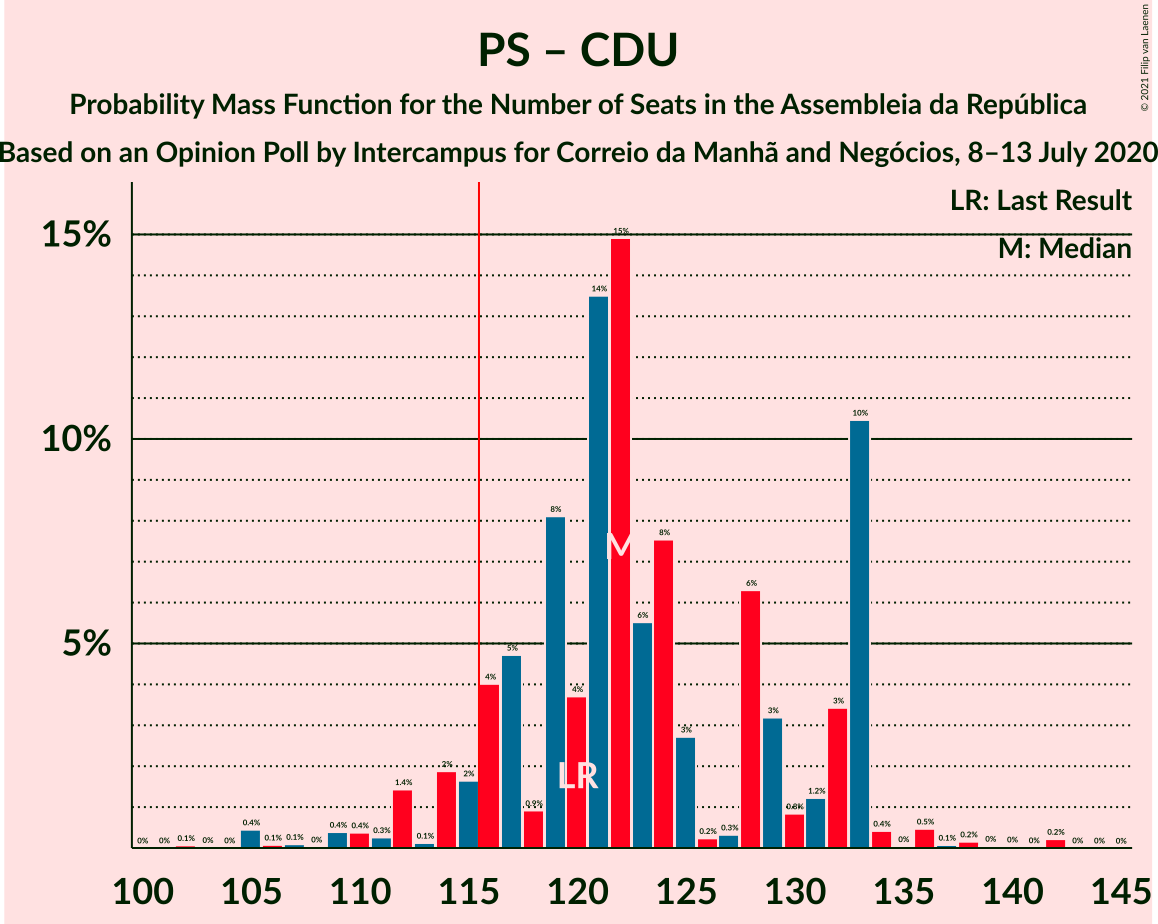 PS – CDU
Probability Mass Function for the Number of Seats in the Assembleia da República
Based on an Opinion Poll by Intercampus for Correio da Manhã and Negócios, 8–13 July 2020
© 2021 Filip van Laenen
LR: Last Result
M: Median
15%
10%
5%
0% 0% 0.1% 0% 0% 0.4% 0.1% 0.1% 0% 0.4% 0.4% 0.3% 1.4% 0.1% 2% 2% 4% 5% 0.9% 8% 4% 14% 15% 6% 8% 3% 0.2% 0.3% 6% 3% 0.8% 1.2% 3% 10% 0.4% 0% 0.5% 0.1% 0.2% 0% 0% 0% 0.2% 0% 0% 0%
M
LR
100 105 110 115 120 125 130 135 140 145